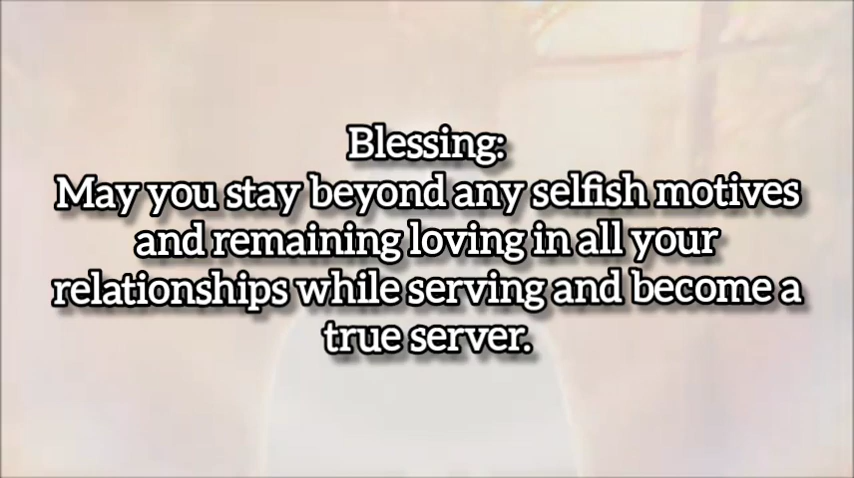 Blessing:
May you stay beyond any selfish motives
and remaining loving in all your
relationships while serving and become a
true server.